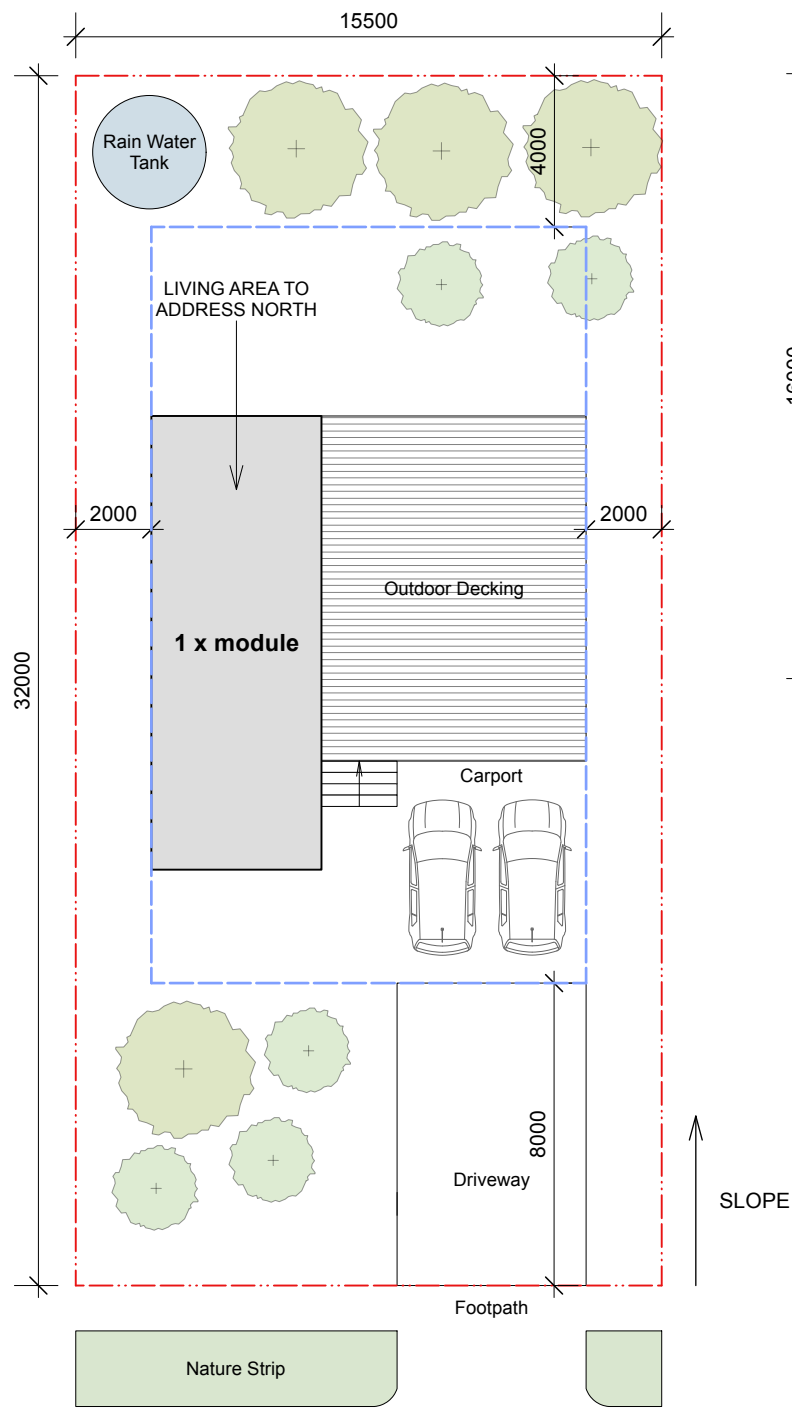 15500
Rain Water
Tank
4000
LIVING AREA TO
ADDRESS NORTH
2000
2000
Outdoor Decking
1 x module
32000
Carport
8000
Driveway
SLOPE
Footpath
Nature Strip